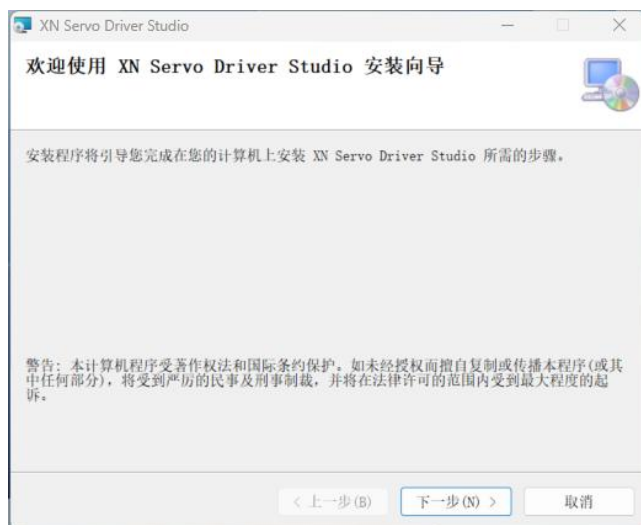 XN Servo Driver Studio
欢迎使用 XN Servo Driver Studio 安装向导
安装程序将引导您完成在您的计算机上安装 XN Servo Driver Studio 所需的步骤。
警告: 本计算机程序受著作权法和国际条约保护。如未经授权而擅自复制或传播本程序(或其
中任何部分)，将受到严厉的民事及刑事制裁，并将在法律许可的范围内受到最大程度的起
诉。
< 上一步(B)
下一步(N) >
取消